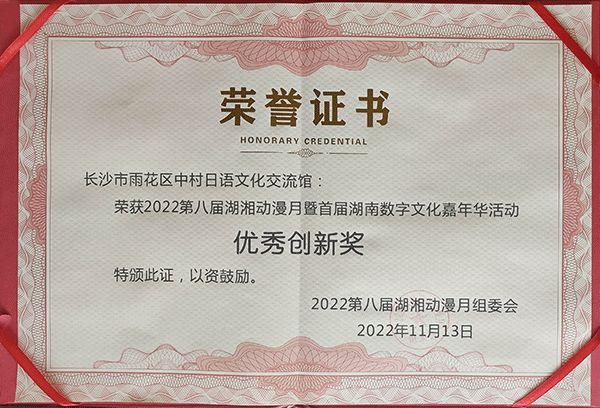 荣誉证书
HONORARY CREDENTIAL
长沙市雨花区中村日语文化交流馆：
荣获2022第八届湖湘动漫月暨首届湖南数字文化嘉年华活动
优秀创新奖
特颁此证，以资鼓励。
2022第八届湖湘动漫月组委会
2022年11月13日